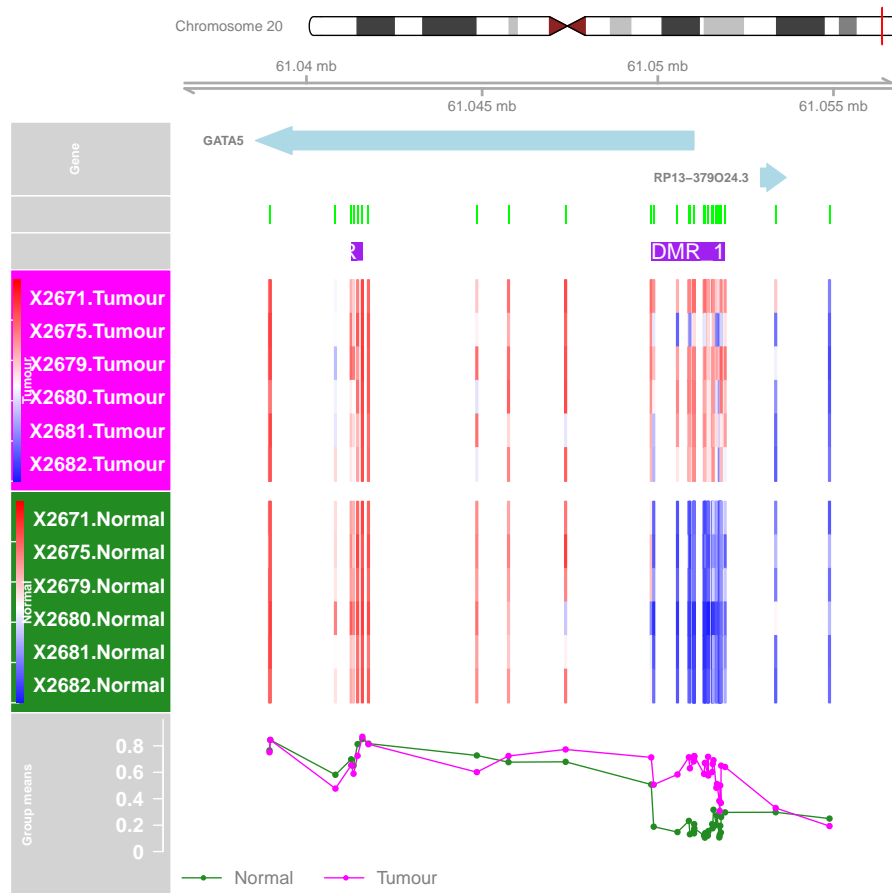 Chromosome 20
61.04 mb
61.05 mb
61.045 mb
61.055 mb
Gene
GATA5
RP13−379O24.3
R
DMR_1
Tumour
X2671.Tumour
X2675.Tumour
X2679.Tumour
X2680.Tumour
X2681.Tumour
X2682.Tumour
Normal
X2671.Normal
X2675.Normal
X2679.Normal
X2680.Normal
X2681.Normal
X2682.Normal
Group means
0.8
0.6
0.4
0.2
0
Normal
Tumour